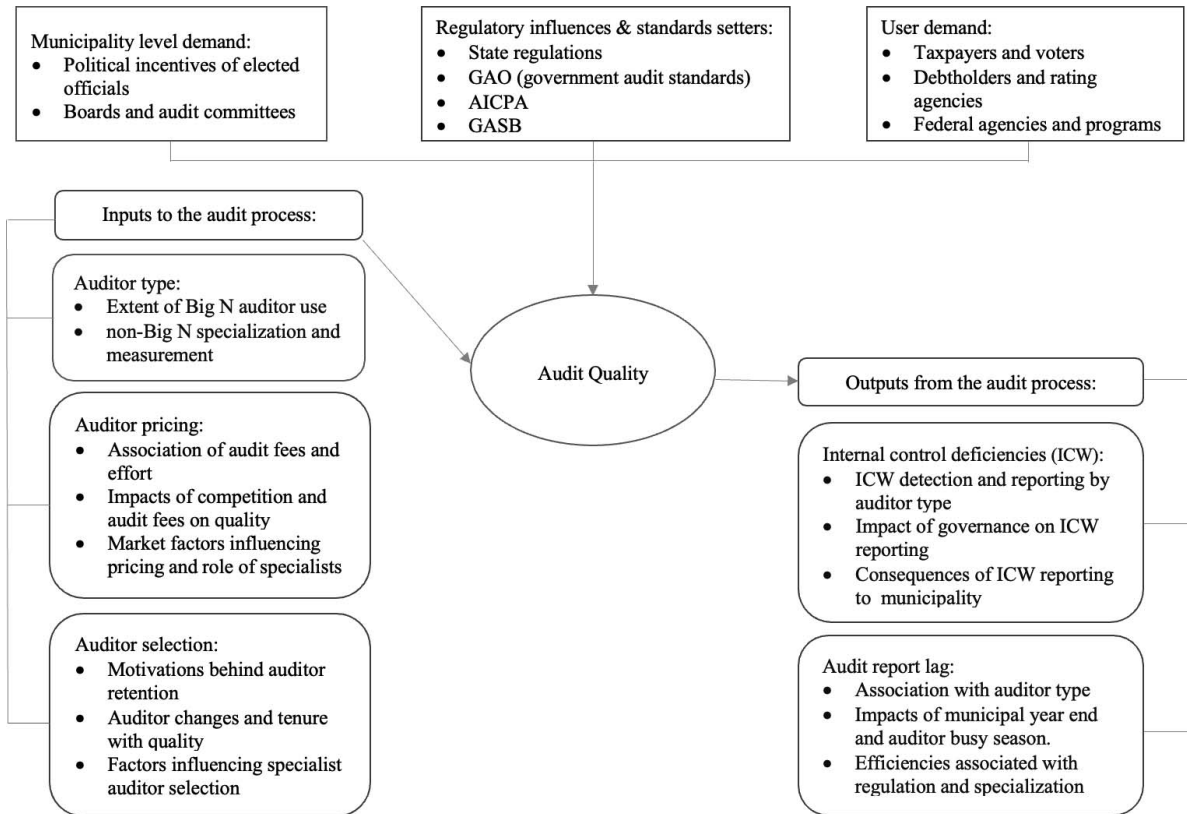 Municipality level demand:
● Political incentives of elected
officials
● Boards and audit committees
Regulatory influences & standards setters:
● State regulations
● GAO (government audit standards)
● AICPA
● GASB
User demand:
● Taxpayers and voters
● Debtholders and rating
agencies
● Federal agencies and programs
Inputs to the audit process:
Auditor type:
● Extent of Big N auditor use
● non-Big N specialization and
measurement
Auditor pricing:
● Association of audit fees and
effort
● Impacts of competition and
audit fees on quality
● Market factors influencing
pricing and role of specialists
Auditor selection:
● Motivations behind auditor
retention
● Auditor changes and tenure
with quality
● Factors influencing specialist
auditor selection
Audit Quality
Outputs from the audit process:
Internal control deficiencies (ICW):
● ICW detection and reporting by
auditor type
● Impact of governance on ICW
reporting
● Consequences of ICW reporting
to municipality
Audit report lag:
● Association with auditor type
● Impacts of municipal year end
and auditor busy season.
● Efficiencies associated with
regulation and specialization